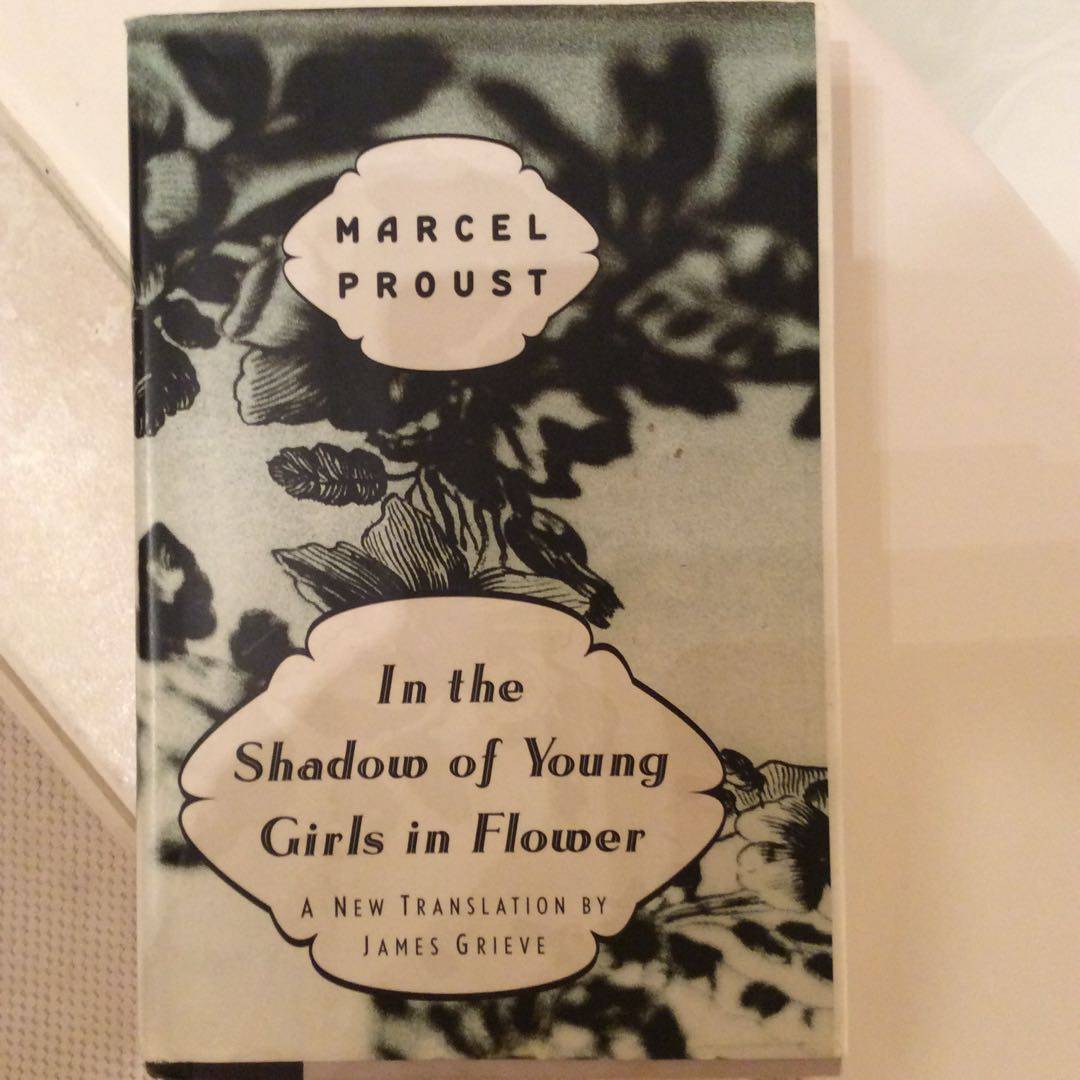 MARCEL
PROUST
In the
Shadow of Young
Girls in Flower
A NEW TRANSLATION BY
JAMES GRIEVE